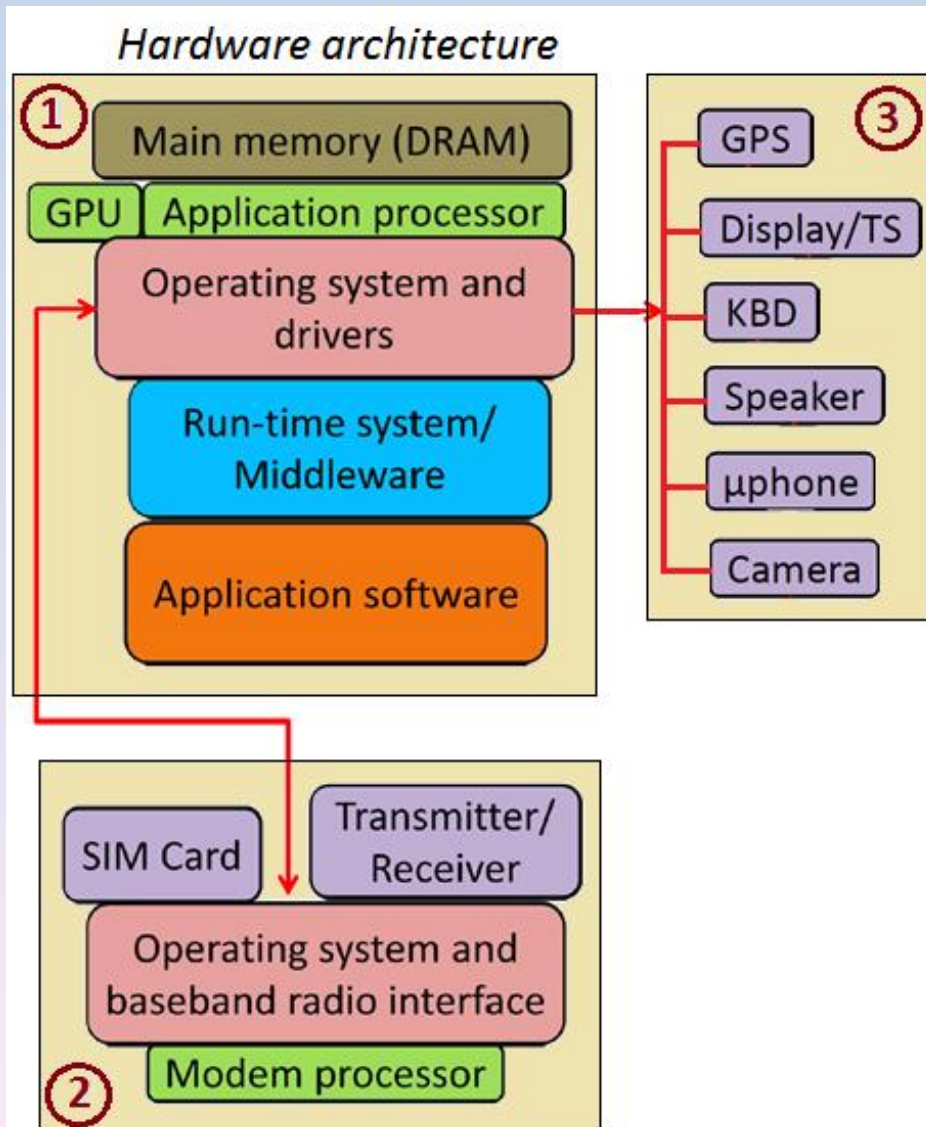 Hardware architecture
1
Main memory (DRAM)
GPU
Application processor
Operating system and
drivers
Run-time system/
Middleware
Application software
3
GPS
Display/TS
KBD
Speaker
µphone
Camera
SIM Card
Transmitter/
Receiver
Operating system and
baseband radio interface
Modem processor
2